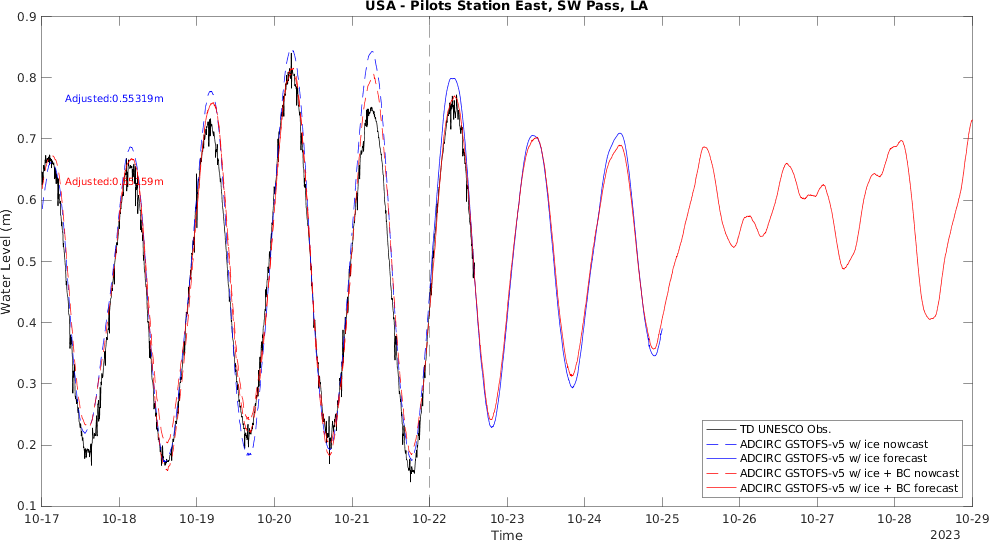 USA - Pilots Station East, SW Pass, LA
0.9
0.8
0.7
0.6
0.5
0.4
0.3
0.2
0.1
Water Level (m)
Adjusted:0.55319m
TD UNESCO Obs.
ADCIRC GSTOFS-v5 w/ ice nowcast
ADCIRC GSTOFS-v5 w/ ice forecast
ADCIRC GSTOFS-v5 w/ ice + BC nowcast
ADCIRC GSTOFS-v5 w/ ice + BC forecast
10-17 10-18 10-19 10-20 10-21 10-22 10-23 10-24 10-25 10-26 10-27 10-28 10-29
Time
2023